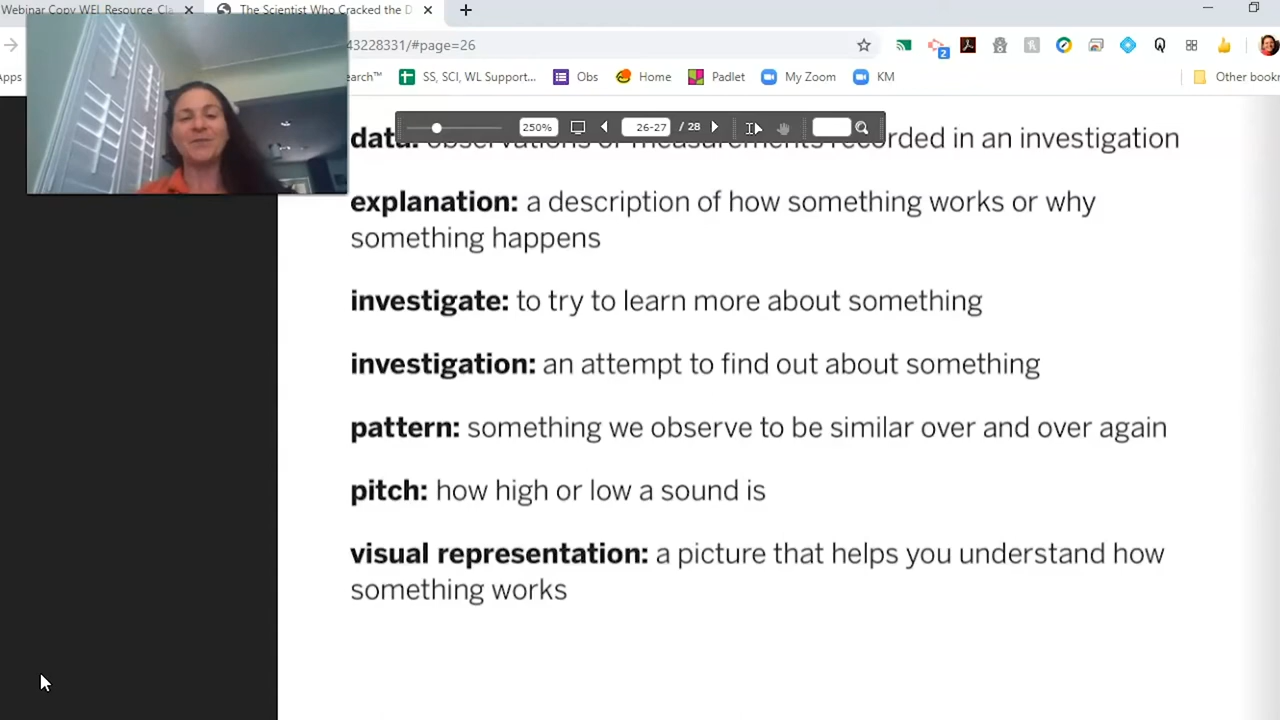 Webinar Copy WEL Resource Cla
The Scientist Who Cracked the D
43228331/#page=26
2
Apps
earch™
SS, SCI, WL Support...
Obs
Home
Padlet
My Zoom
KM
Other book
250%
26-27
/ 28
data: observations or measurements recorded in an investigation
explanation: a description of how something works or why
something happens
investigate: to try to learn more about something
investigation: an attempt to find out about something
pattern: something we observe to be similar over and over again
pitch: how high or low a sound is
visual representation: a picture that helps you understand how
something works